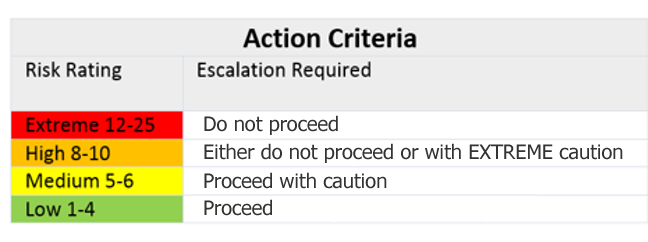 Action Criteria
Risk Rating Escalation Required
Extreme 12-25 Do not proceed
High 8-10 Either do not proceed or with EXTREME caution
Medium 5-6 Proceed with caution
Low 1-4 Proceed